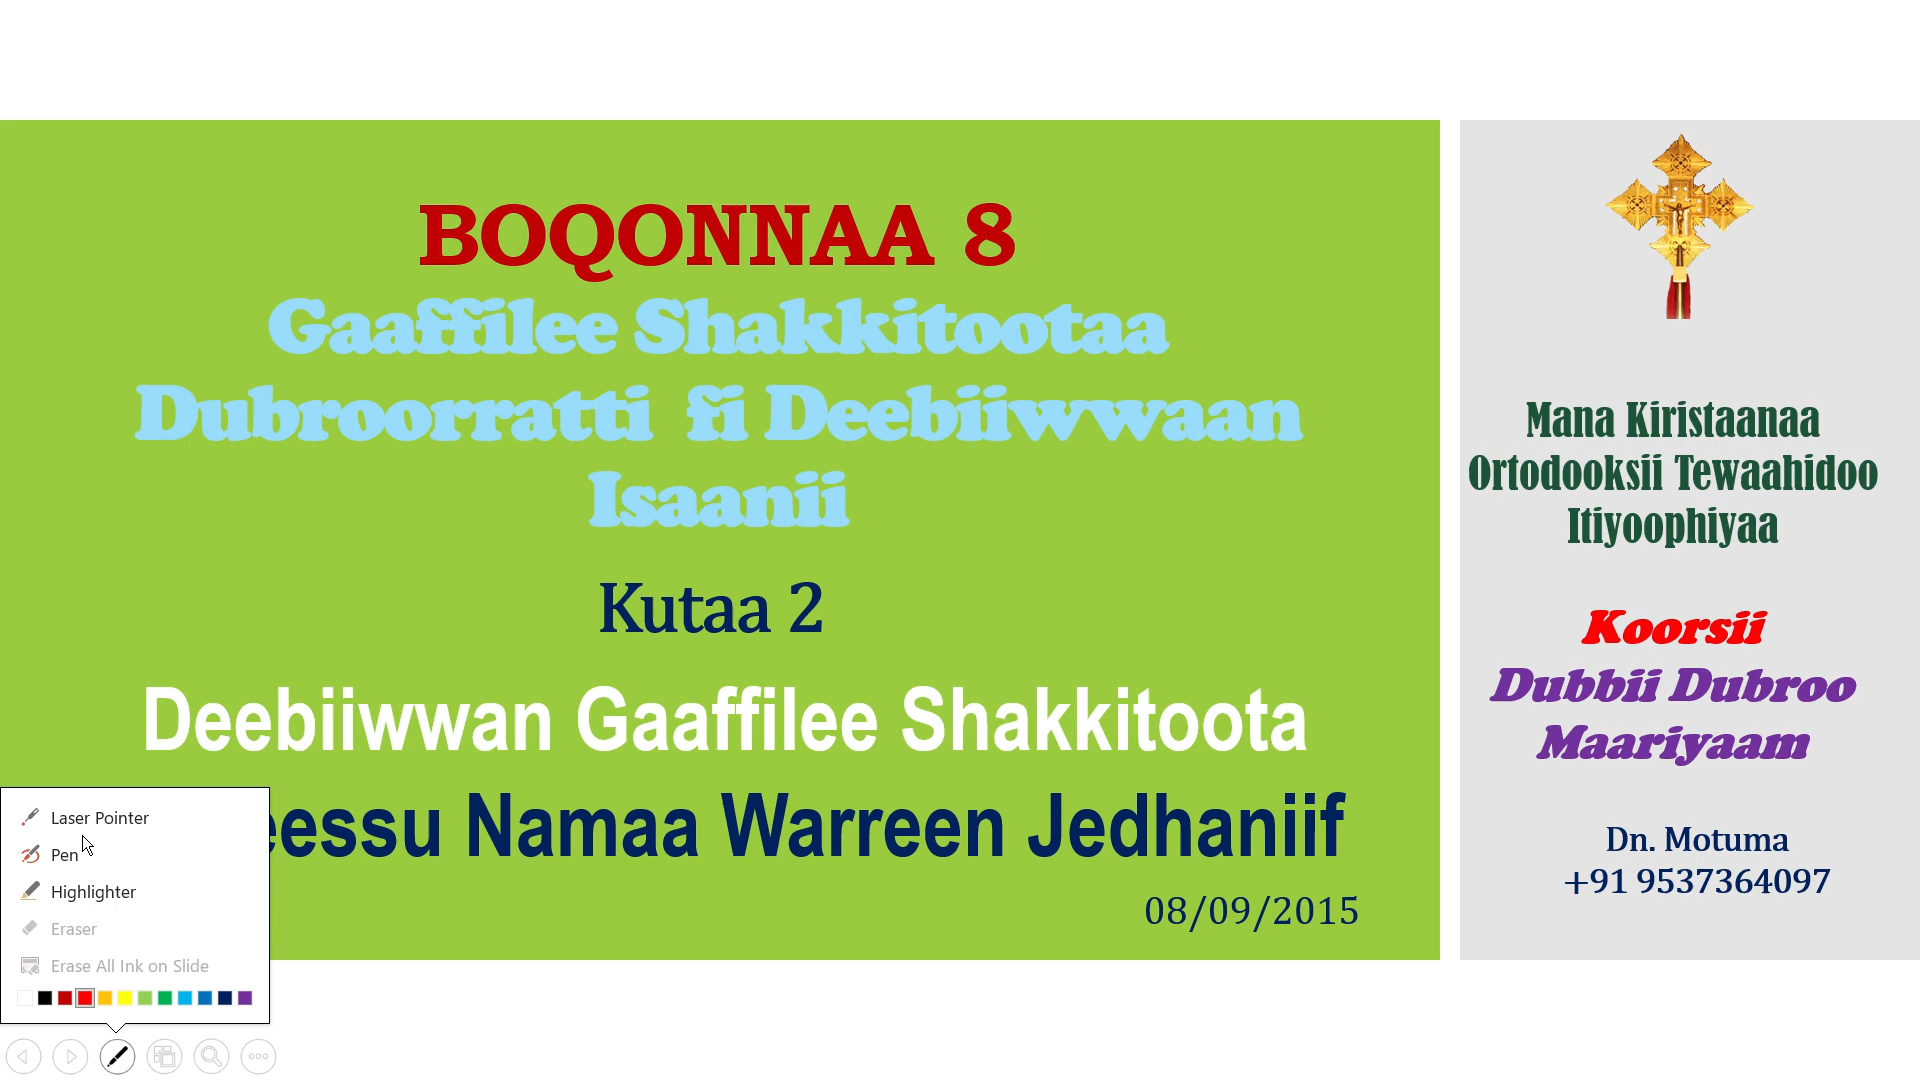 BOQONNAA 8
Gaaffilee Shakkitootaa
Dubroorratti fi Deebiiwwaan
Isaanii
Kutaa 2
Deebiiwwan Gaaffilee Shakkitoota
Namaa Warreen Jedhaniif
08/09/2015
Mana Kiristaanaa
Ortodooksii Tewaahidoo
Itiyoophiyaa
Koorsii
Dubbii Dubroo
Maariyaam
Dn. Motuma
+91 9537364097
Laser Pointer
Pen
Highlighter
Eraser
Erase All Ink on Slide